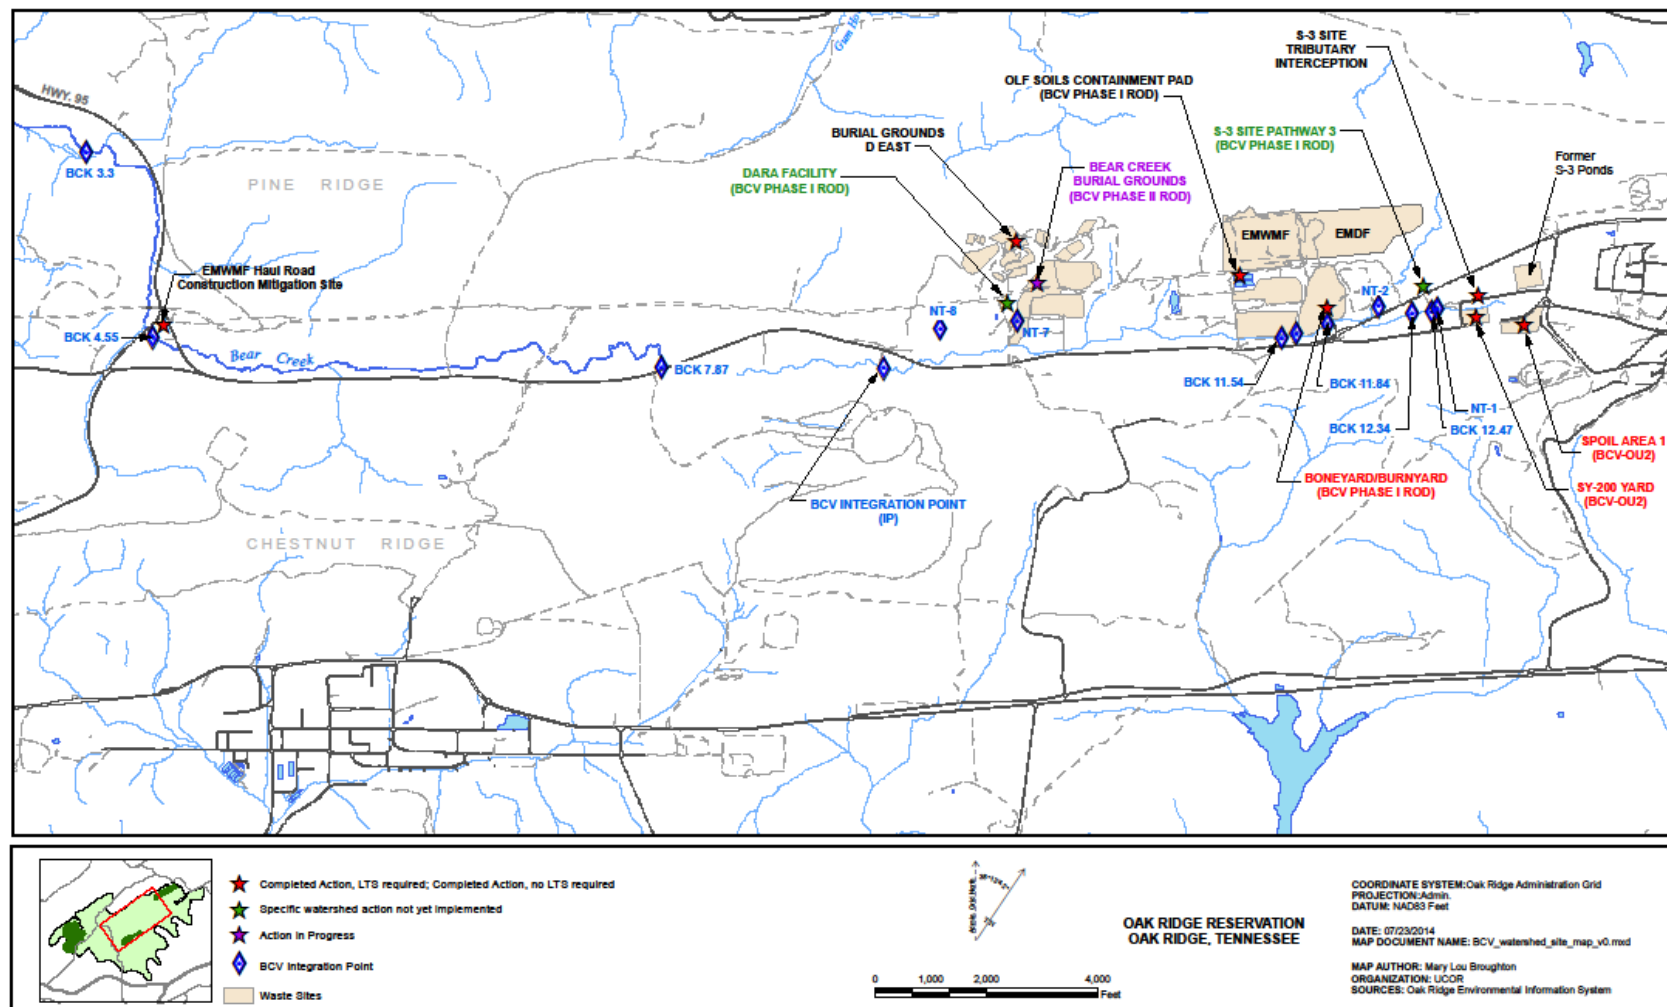 S-3 SITE
TRIBUTARY
INTERCEPTION
OLF SOILS CONTAINMENT PAD
(BCV PHASE I ROD)
HWY. 95
BURIAL GROUNDS
D EAST
S-3 SITE PATHWAY 3
(BCV PHASE I ROD)
Former
S-3 Ponds
BCK 3.3
PINE RIDGE
DARA FACILITY
(BCV PHASE I ROD)
BEAR CREEK
BURIAL GROUNDS
(BCV PHASE II ROD)
EMWMF
EMDF
EMWMF Haul Road
Construction Mitigation Site
BCK 4.55
NT-8
NT-7
NT-2
Bear Creek
BCK 7.87
BCK 11.54
BCK 11.84
NT-1
BCK 12.34
BCK 12.47
SPOIL AREA 1
(BCV-OU2)
BONEYARD/BURNYARD
(BCV PHASE I ROD)
SY-200 YARD
(BCV-OU2)
BCV INTEGRATION POINT
(IP)
CHESTNUT RIDGE
Completed Action, LTS required; Completed Action, no LTS required
Specific watershed action not yet implemented
Action In Progress
BCV Integration Point
Waste Sites
0 1,000 2,000 4,000
Feet
OAK RIDGE RESERVATION
OAK RIDGE, TENNESSEE
COORDINATE SYSTEM:Oak Ridge Administration Grid
PROJECTION:Admin.
DATUM: NAD83 Feet
DATE: 07/23/2014
MAP DOCUMENT NAME: BCV_watershed_site_map_v0.mxd
MAP AUTHOR: Mary Lou Broughton
ORGANIZATION: UCOR
SOURCES: Oak Ridge Environmental Information System